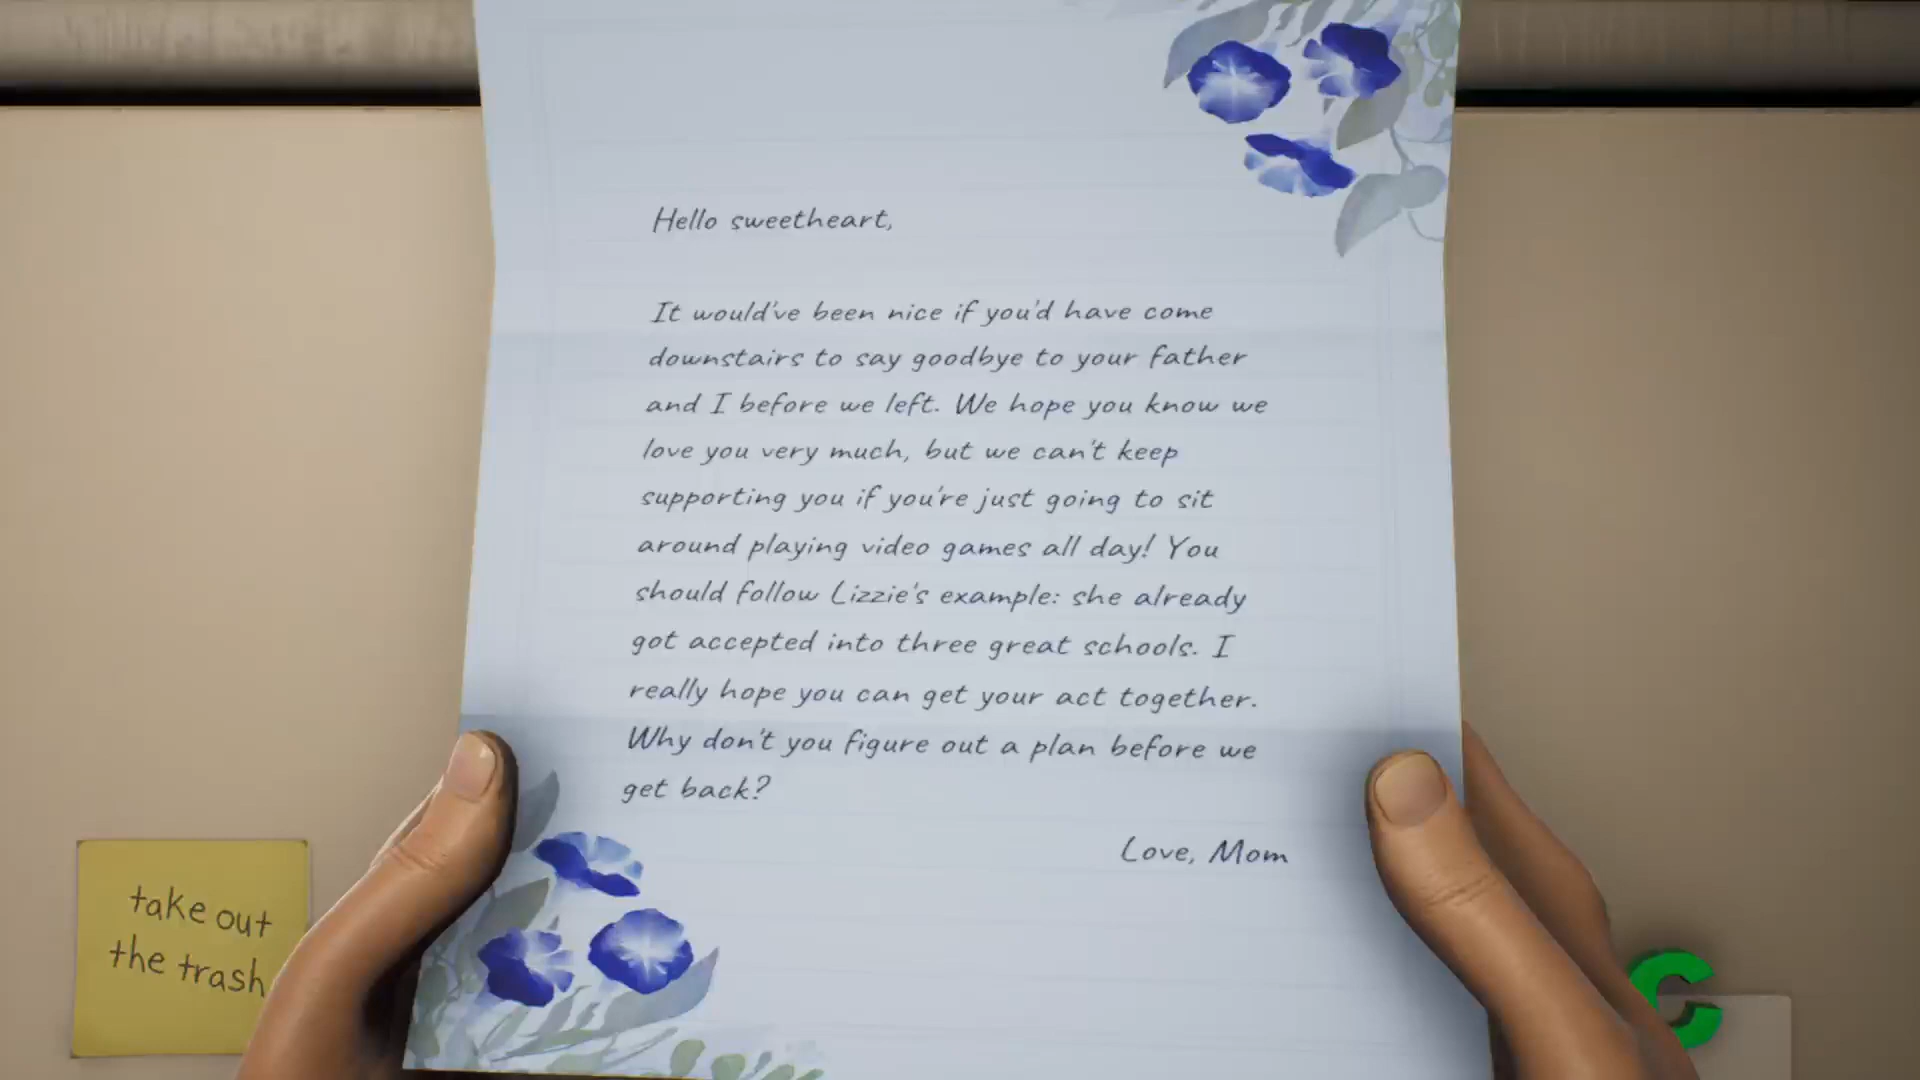 Hello sweetheart,
It would've been nice if you'd have come
downstairs to say goodbye to your father
and I before we left. We hope you know we
love you very much, but we can't keep
supporting you if you're just going to sit
around playing video games all day! You
should follow Lizzie's example: she already
got accepted into three great schools. I
really hope you can get your act together.
Why don't you figure out a plan before we
get back?
Love, Mom
take out
the trash
C